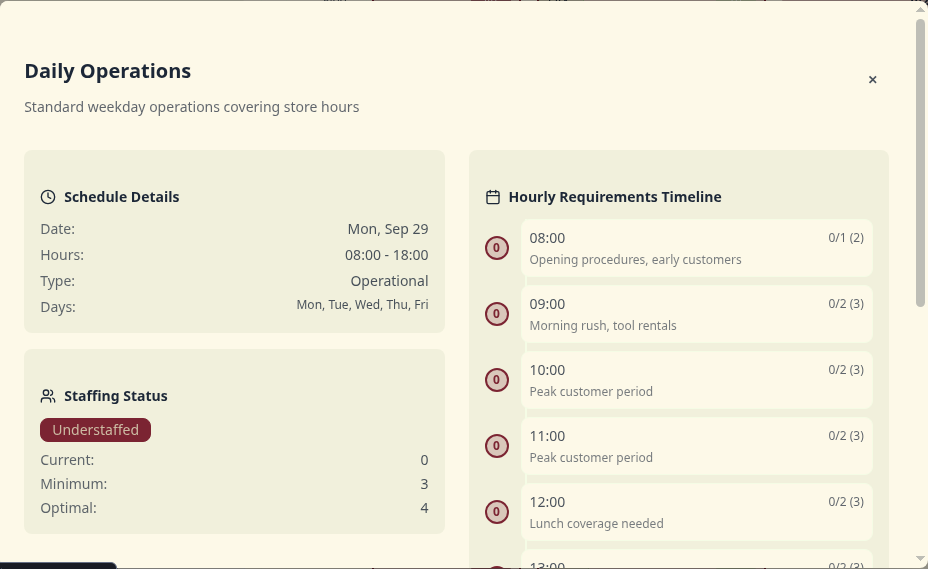 Daily Operations
×
Standard weekday operations covering store hours
Schedule Details
Date: Mon, Sep 29
Hours: 08:00 - 18:00
Type: Operational
Days: Mon, Tue, Wed, Thu, Fri
Staffing Status
Understaffed
Current: 0
Minimum: 3
Optimal: 4
Hourly Requirements Timeline
0 08:00 0/1 (2)
Opening procedures, early customers
0 09:00 0/2 (3)
Morning rush, tool rentals
0 10:00 0/2 (3)
Peak customer period
0 11:00 0/2 (3)
Peak customer period
0 12:00 0/2 (3)
Lunch coverage needed
13:00 0/2 (3)